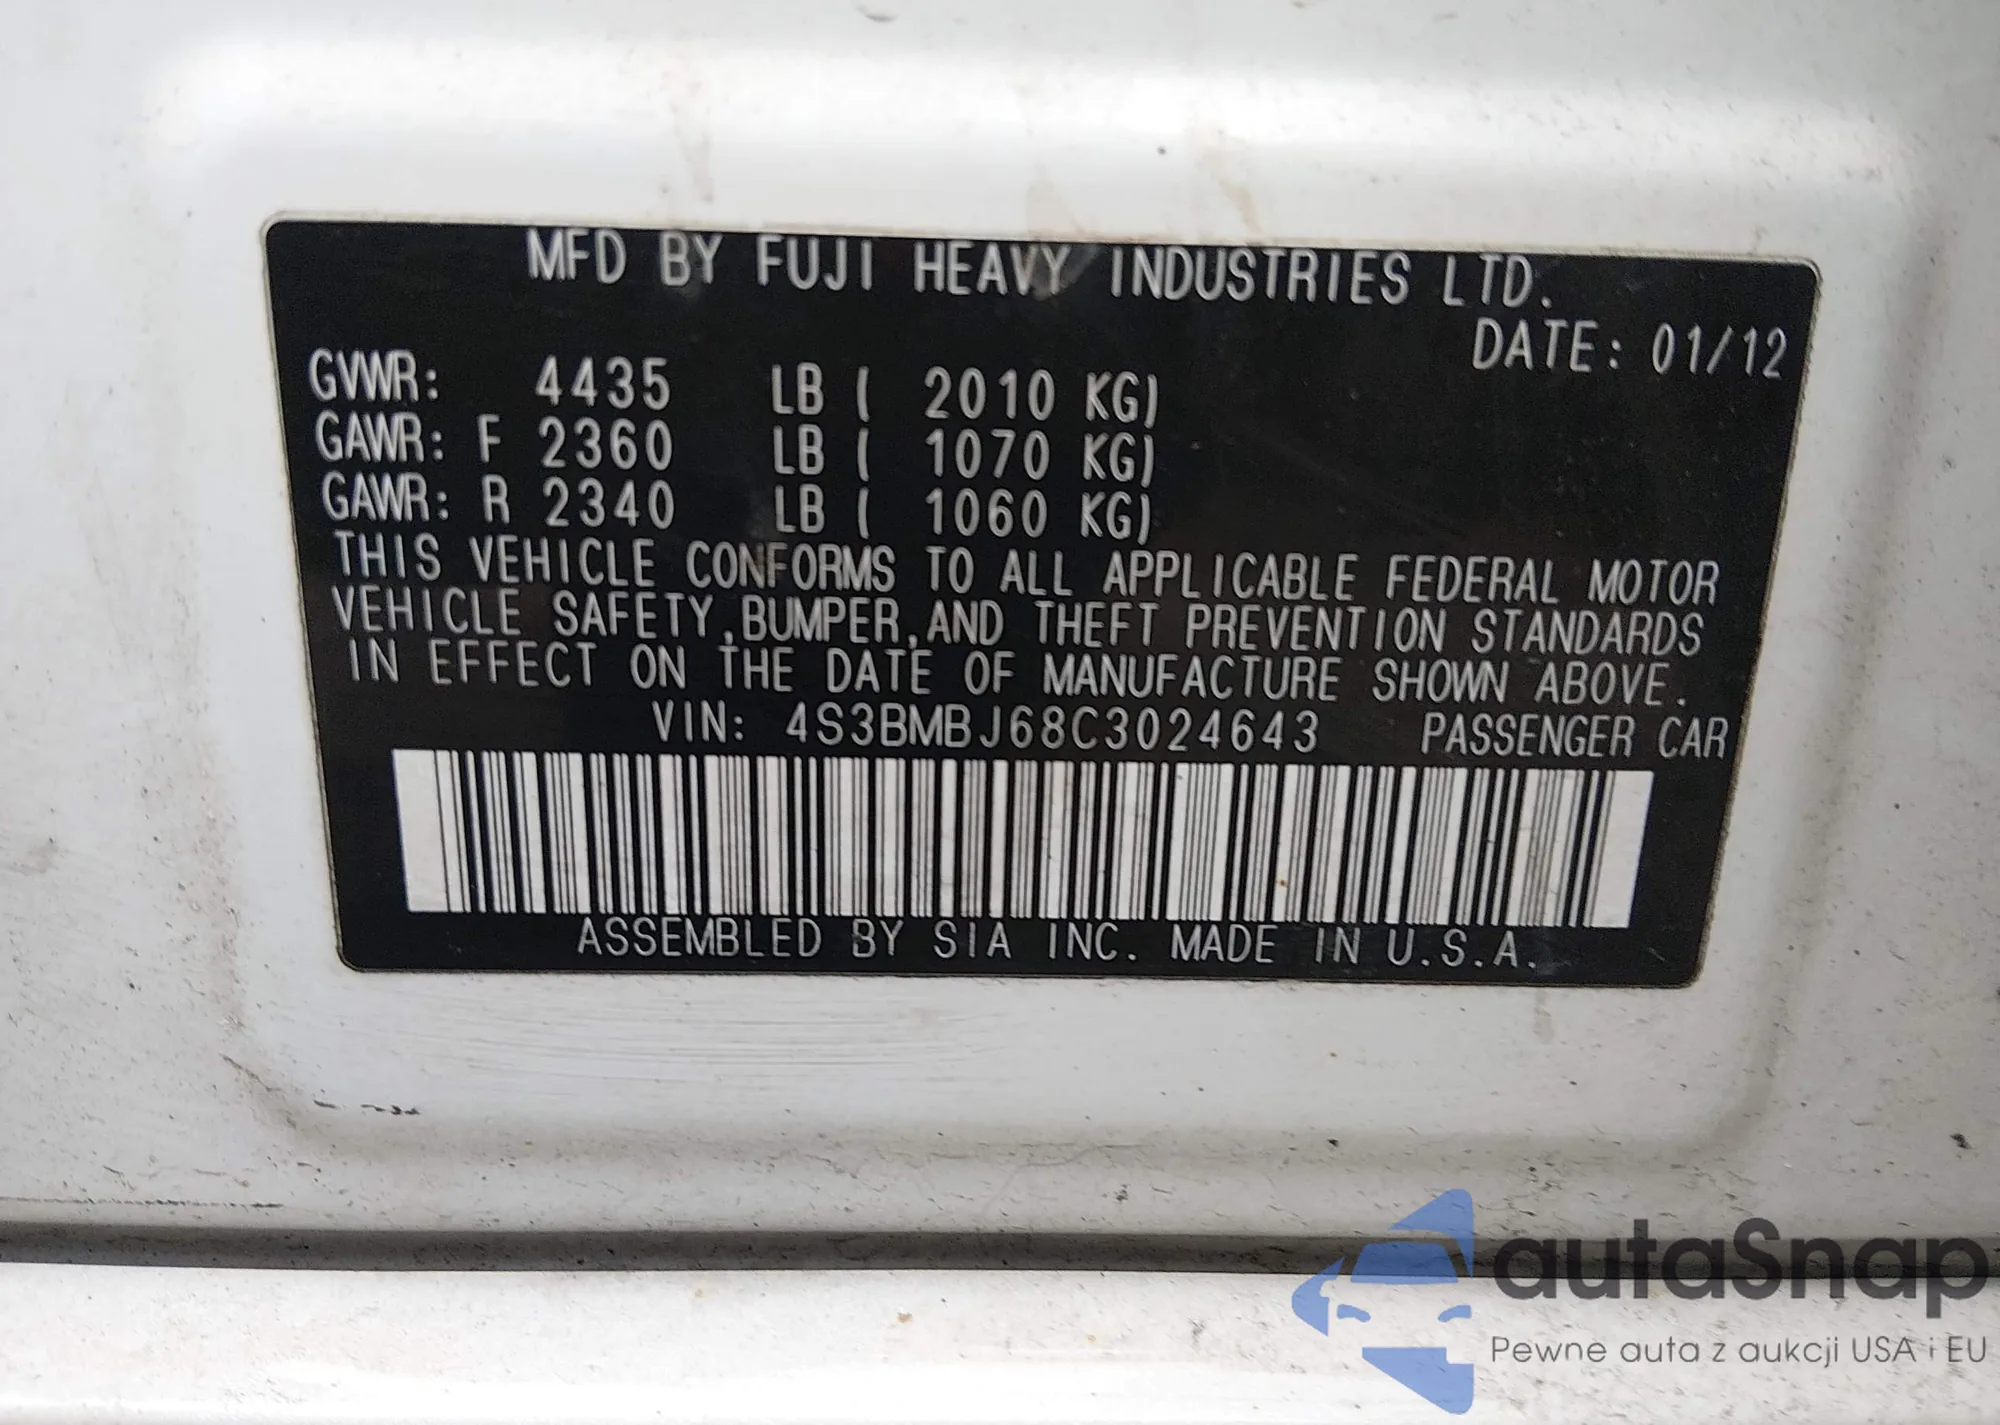 MFD BY FUJI HEAVY INDUSTRIES LTD.
DATE: 01/12
GVWR: 4435 LB ( 2010 KG)
GAWR: F 2360 LB ( 1070 KG)
GAWR: R 2340 LB ( 1060 KG)
THIS VEHICLE CONFORMS TO ALL APPLICABLE FEDERAL MOTOR
VEHICLE SAFETY, BUMPER, AND THEFT PREVENTION STANDARDS
IN EFFECT ON THE DATE OF MANUFACTURE SHOWN ABOVE.
VIN: 4S3BMBJ68C3024643 PASSENGER CAR
ASSEMBLED BY SIA INC. MADE IN U.S.A.
autaSnap
Pewne auta z aukcji USA i EU